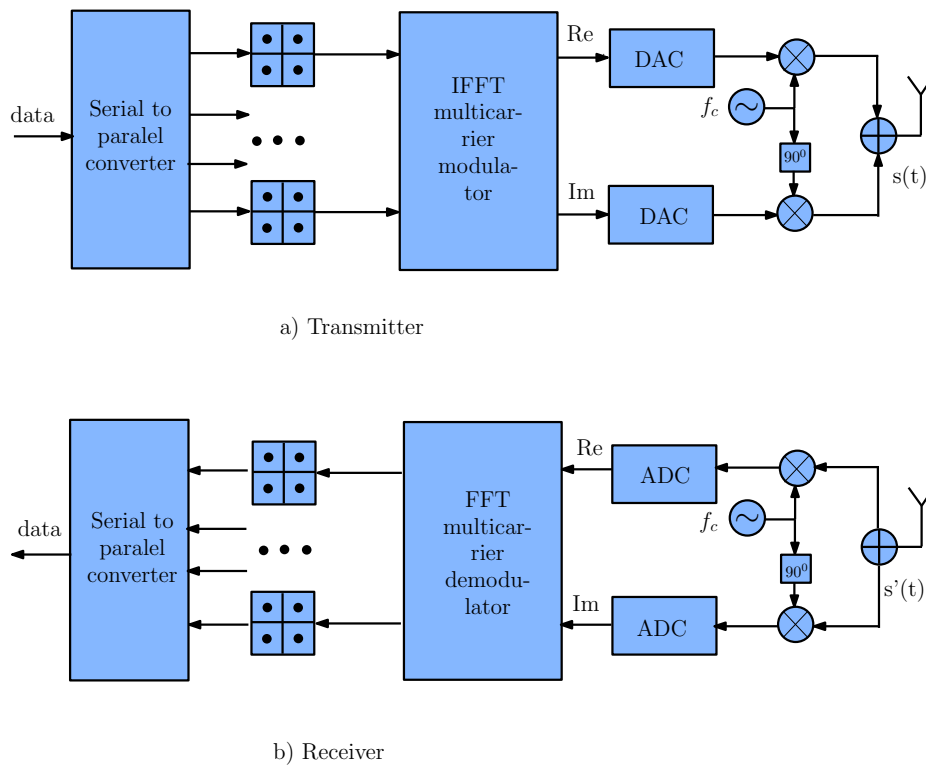 data
Serial to
paralel
converter
IFFT
multicar-
rier
modula-
tor
Re
Im
DAC
DAC
f_c
90⁰
s(t)
a) Transmitter
data
Serial to
paralel
converter
FFT
multicar-
rier
demodu-
lator
Re
Im
ADC
ADC
f_c
90⁰
s'(t)
b) Receiver